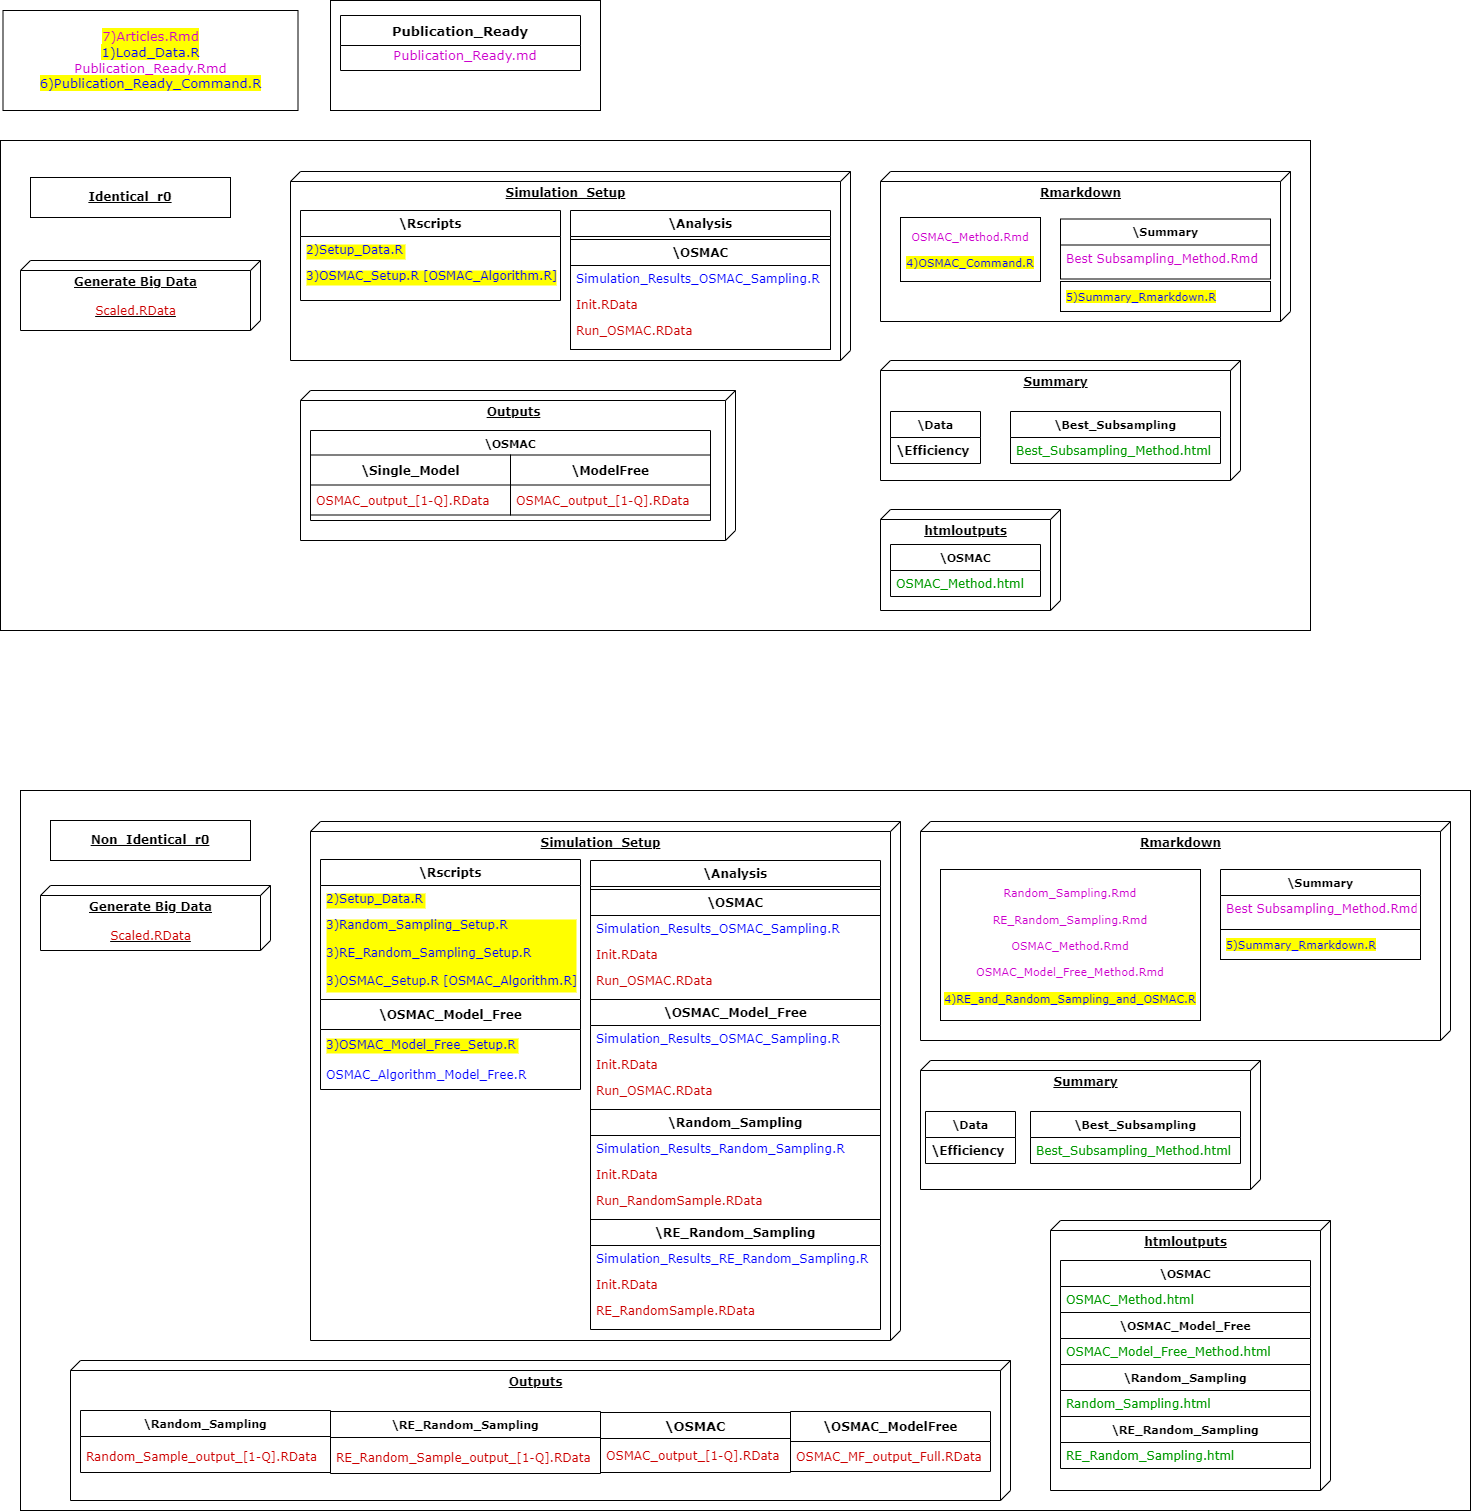 7)Articles.Rmd
1)Load_Data.R
Publication_Ready.Rmd
6)Publication_Ready_Command.R
Publication_Ready
Publication_Ready.md
Identical_r0
Generate Big Data
Scaled.RData
Simulation_Setup
\Rscripts
2)Setup_Data.R
3)OSMAC_Setup.R [OSMAC_Algorithm.R]
\Analysis
\OSMAC
Simulation_Results_OSMAC_Sampling.R
Init.RData
Run_OSMAC.RData
Rmarkdown
OSMAC_Method.Rmd
4)OSMAC_Command.R
\Summary
Best Subsampling_Method.Rmd
5)Summary_Rmarkdown.R
Outputs
\OSMAC
\Single_Model
\ModelFree
OSMAC_output_[1-Q].RData
OSMAC_output_[1-Q].RData
Summary
\Data
\Efficiency
\Best_Subsampling
Best_Subsampling_Method.html
htmloutputs
\OSMAC
OSMAC_Method.html
Non_Identical_r0
Generate Big Data
Scaled.RData
Simulation_Setup
\Rscripts
2)Setup_Data.R
3)Random_Sampling_Setup.R
3)RE_Random_Sampling_Setup.R
3)OSMAC_Setup.R [OSMAC_Algorithm.R]
\OSMAC_Model_Free
3)OSMAC_Model_Free_Setup.R
OSMAC_Algorithm_Model_Free.R
\Analysis
\OSMAC
Simulation_Results_OSMAC_Sampling.R
Init.RData
Run_OSMAC.RData
\OSMAC_Model_Free
Simulation_Results_OSMAC_Sampling.R
Init.RData
Run_OSMAC.RData
\Random_Sampling
Simulation_Results_Random_Sampling.R
Init.RData
Run_RandomSample.RData
\RE_Random_Sampling
Simulation_Results_RE_Random_Sampling.R
Init.RData
RE_RandomSample.RData
Rmarkdown
Random_Sampling.Rmd
RE_Random_Sampling.Rmd
OSMAC_Method.Rmd
OSMAC_Model_Free_Method.Rmd
4)RE_and_Random_Sampling_and_OSMAC.R
\Summary
Best Subsampling_Method.Rmd
5)Summary_Rmarkdown.R
Summary
\Data
\Efficiency
\Best_Subsampling
Best_Subsampling_Method.html
htmloutputs
\OSMAC
OSMAC_Method.html
\OSMAC_Model_Free
OSMAC_Model_Free_Method.html
\Random_Sampling
Random_Sampling.html
\RE_Random_Sampling
RE_Random_Sampling.html
Outputs
\Random_Sampling
Random_Sample_output_[1-Q].RData
\RE_Random_Sampling
RE_Random_Sample_output_[1-Q].RData
\OSMAC
OSMAC_output_[1-Q].RData
\OSMAC_ModelFree
OSMAC_MF_output_Full.RData